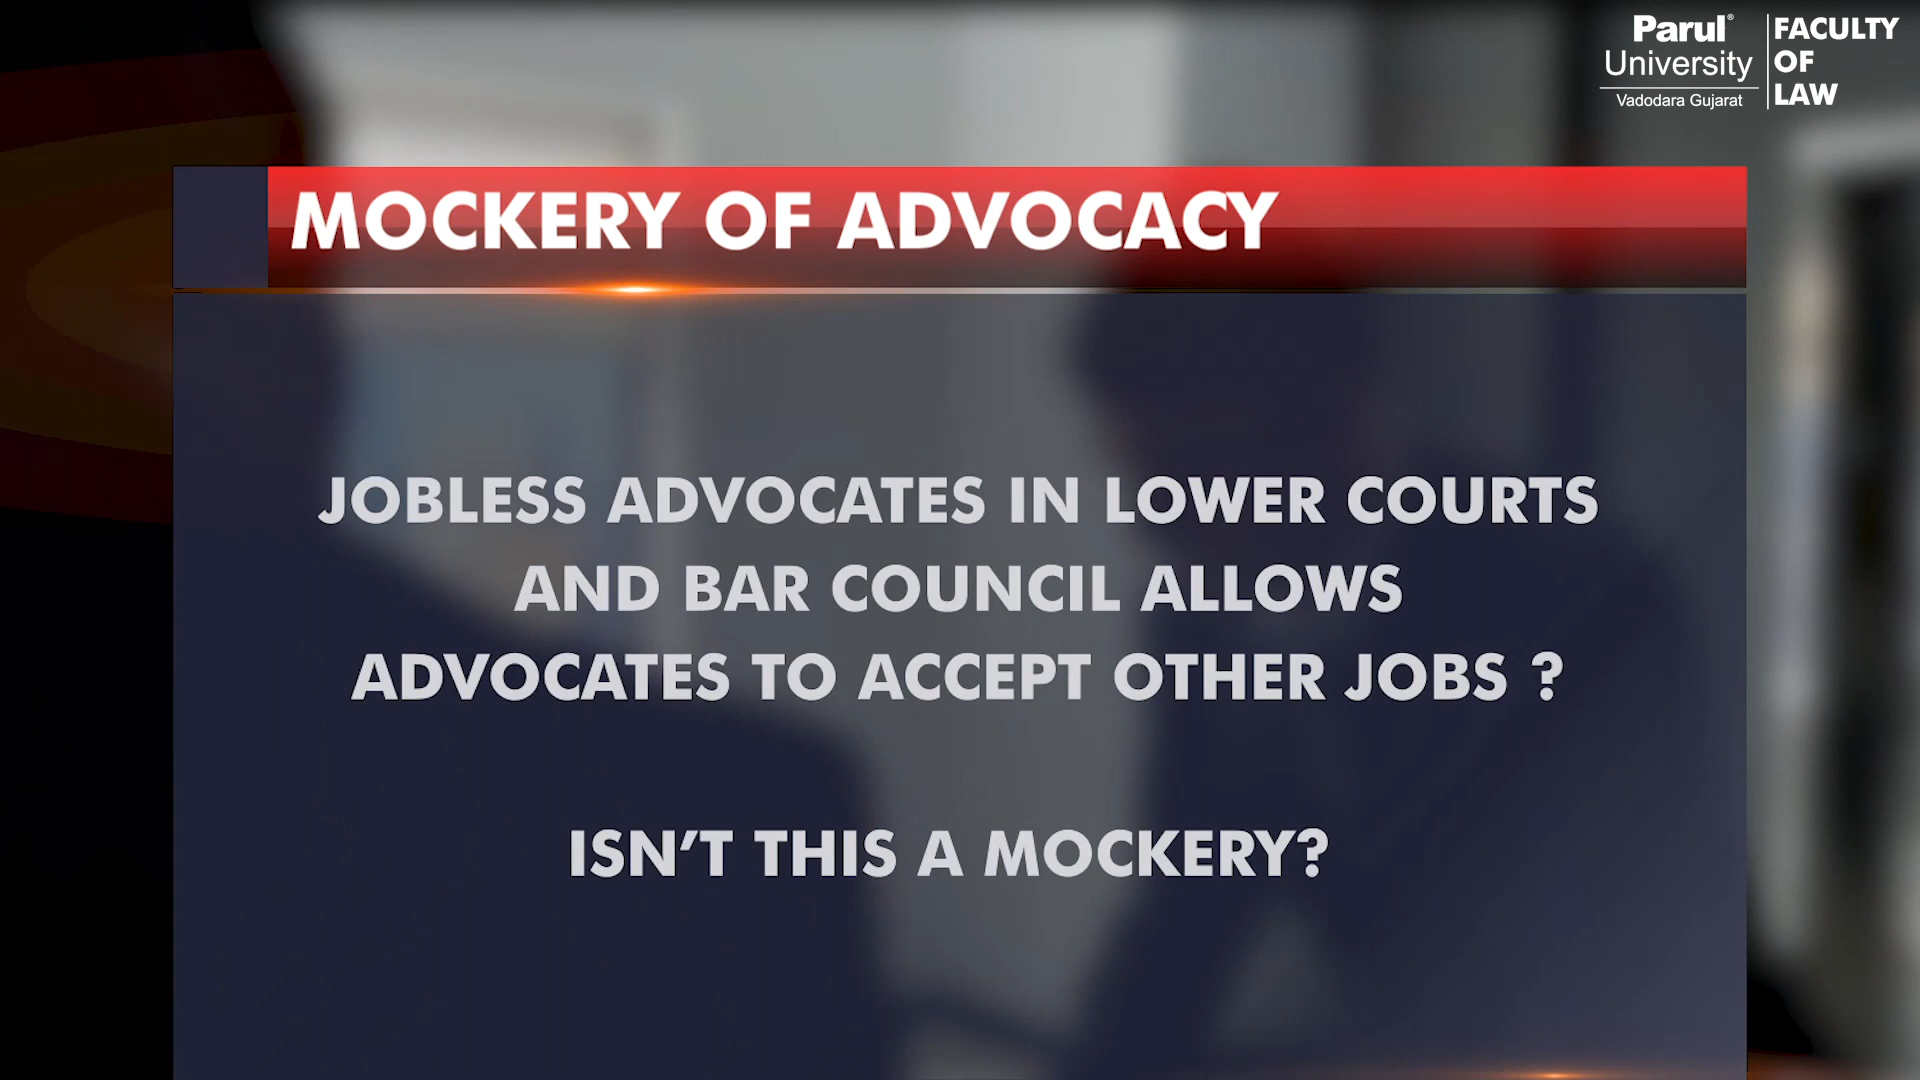 Parul®
University
Vadodara Gujarat
FACULTY
OF
LAW
MOCKERY OF ADVOCACY
JOBLESS ADVOCATES IN LOWER COURTS
AND BAR COUNCIL ALLOWS
ADVOCATES TO ACCEPT OTHER JOBS ?
ISN'T THIS A MOCKERY?